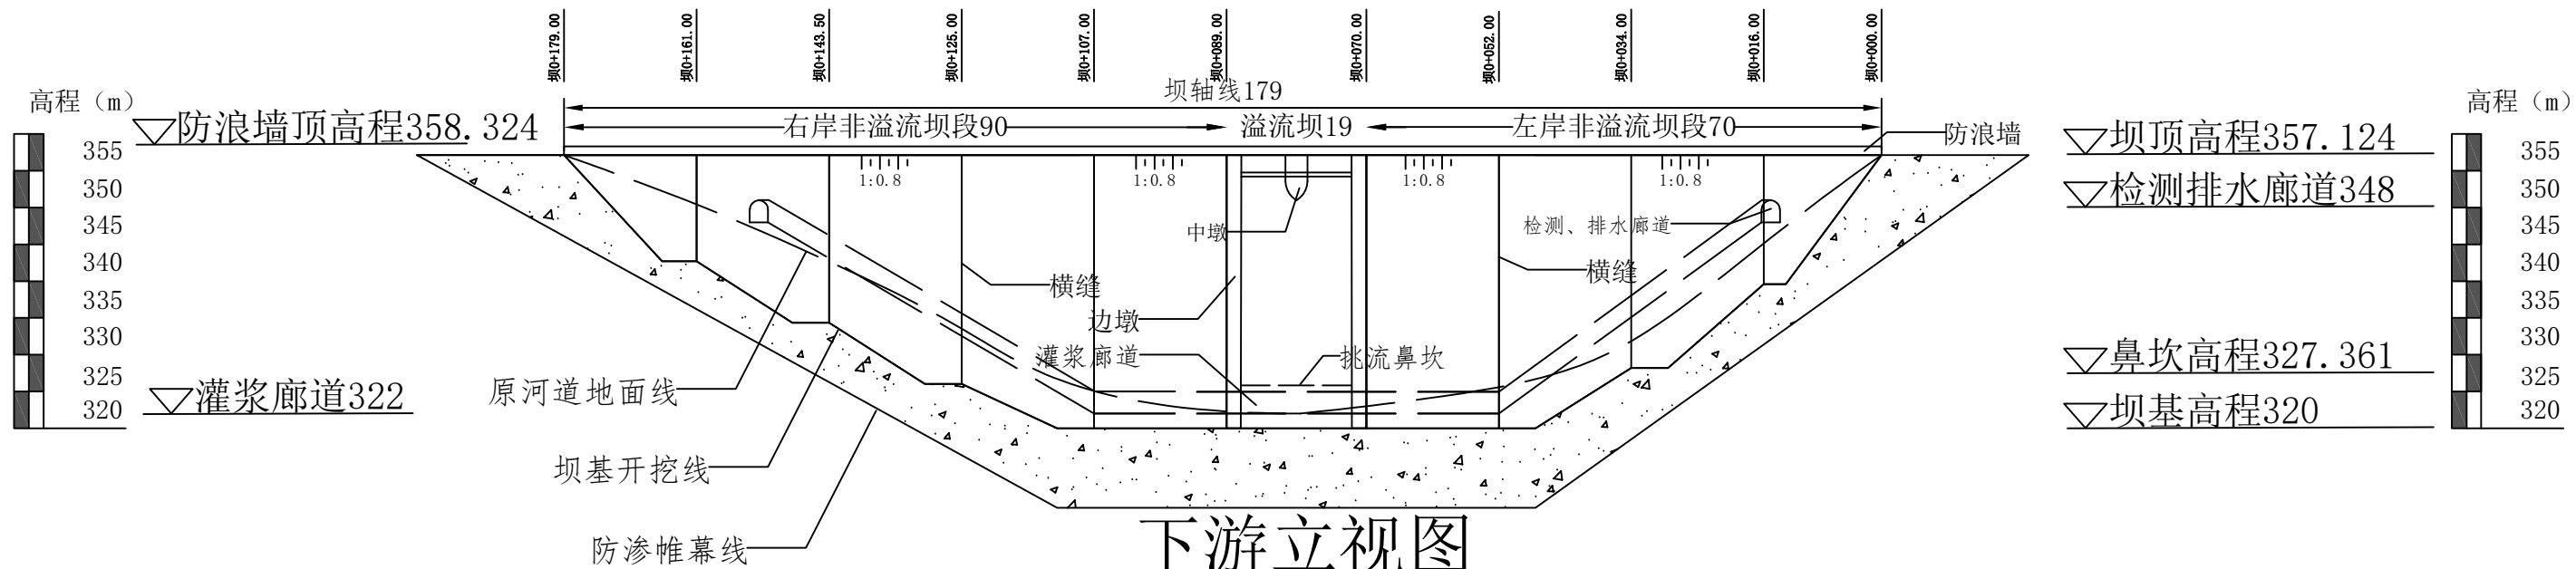 坝0+179.00
坝0+161.00
坝0+143.50
坝0+125.00
坝0+107.00
坝0+089.00
坝0+070.00
坝0+052.00
坝0+034.00
坝0+016.00
坝0+000.00
坝轴线179
高程（m）
高程（m）
防浪墙顶高程358.324
右岸非溢流坝段90
溢流坝19
左岸非溢流坝段70
防浪墙
坝顶高程357.124
355
355
1:0.8
1:0.8
1:0.8
1:0.8
350
检测排水廊道348
350
345
中墩
检测、排水廊道
345
340
横缝
横缝
340
335
335
边墩
330
330
灌浆廊道
挑流鼻坎
鼻坎高程327.361
325
325
原河道地面线
灌浆廊道322
320
坝基高程320
320
坝基开挖线
防渗帷幕线
下游立视图